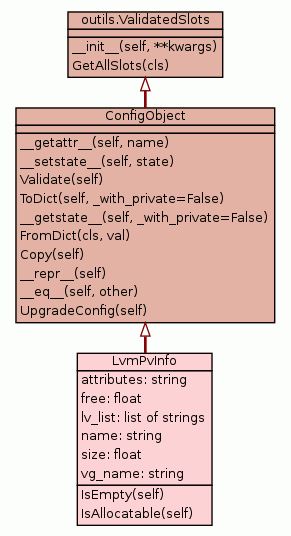 outils.ValidatedSlots
__init__(self, **kwargs)
GetAllSlots(cls)
ConfigObject
__getattr__(self, name)
__setstate__(self, state)
Validate(self)
ToDict(self, _with_private=False)
__getstate__(self, _with_private=False)
FromDict(cls, val)
Copy(self)
__repr__(self)
__eq__(self, other)
UpgradeConfig(self)
LvmPvInfo
attributes: string
free: float
lv_list: list of strings
name: string
size: float
vg_name: string
IsEmpty(self)
IsAllocatable(self)